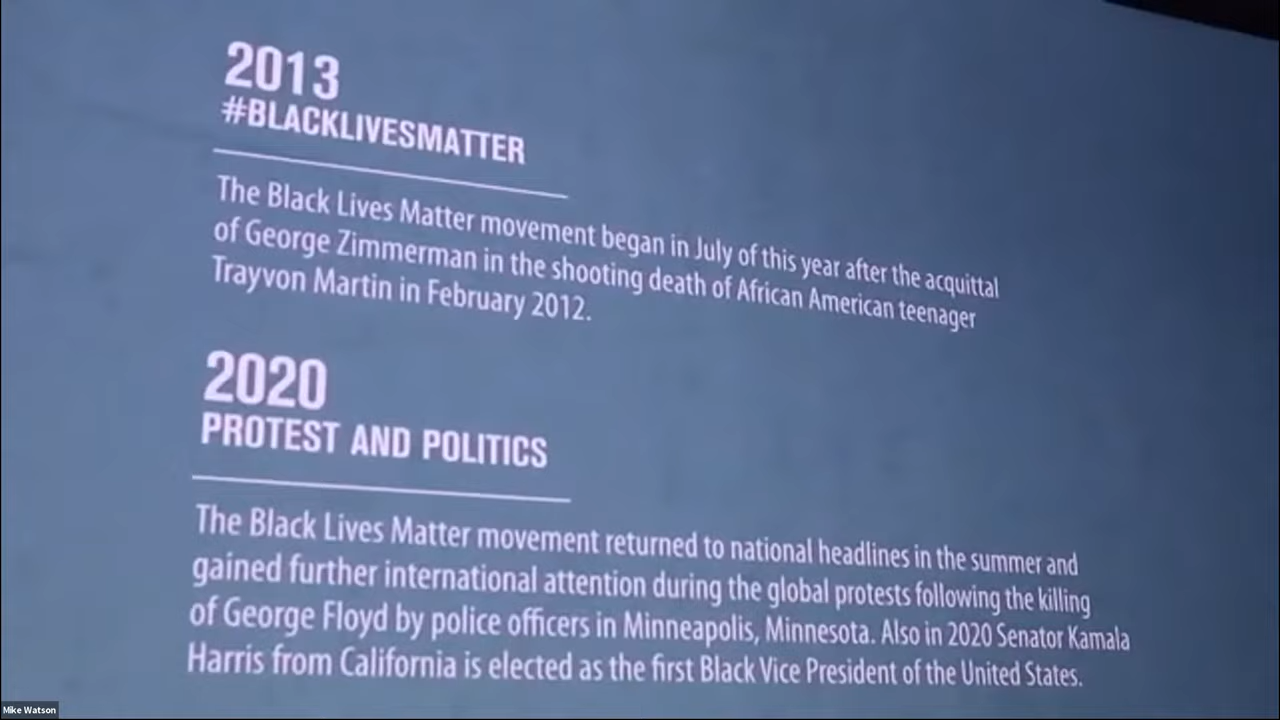 2013
#BLACKLIVESMATTER
The Black Lives Matter movement began in July of this year after the acquittal
of George Zimmerman in the shooting death of African American teenager
Trayvon Martin in February 2012.
2020
PROTEST AND POLITICS
The Black Lives Matter movement returned to national headlines in the summer and
gained further international attention during the global protests following the killing
of George Floyd by police officers in Minneapolis, Minnesota. Also in 2020 Senator Kamala
Harris from California is elected as the first Black Vice President of the United States.
Mike Watson